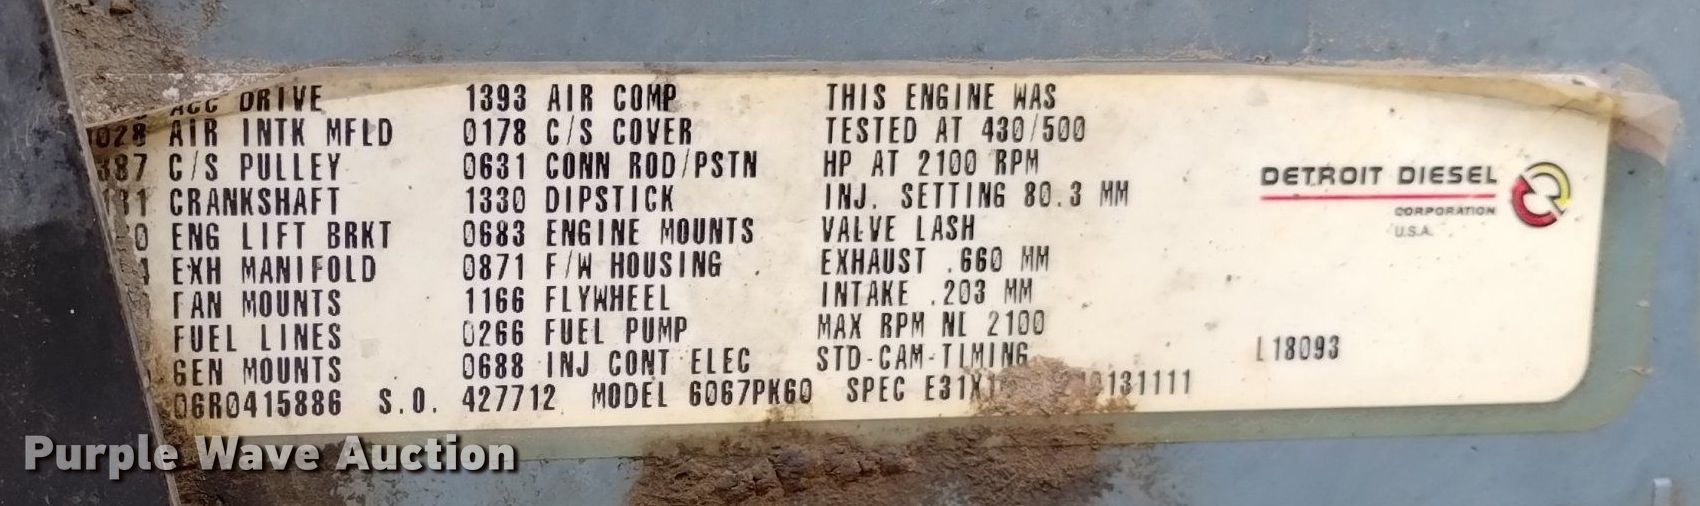 ACC DRIVE 1393 AIR COMP THIS ENGINE WAS
028 AIR INTK MFLD 0178 C/S COVER TESTED AT 430/500
387 C/S PULLEY 0631 CONN ROD/PSTN HP AT 2100 RPM
CRANKSHAFT 1330 DIPSTICK INJ. SETTING 80.3 MM
0 ENG LIFT BRKT 0683 ENGINE MOUNTS VALVE LASH
EXH MANIFOLD 0871 F/W HOUSING EXHAUST .660 MM
FAN MOUNTS 1166 FLYWHEEL INTAKE .203 MM
FUEL LINES 0266 FUEL PUMP MAX RPM NL 2100
GEN MOUNTS 0688 INJ CONT ELEC STD-CAM-TIMING
06R0415886 S.O. 427712 MODEL 6067PK60 SPEC
DETROIT DIESEL
CORPORATION
U.S.A.
L18093
Purple Wave Auction